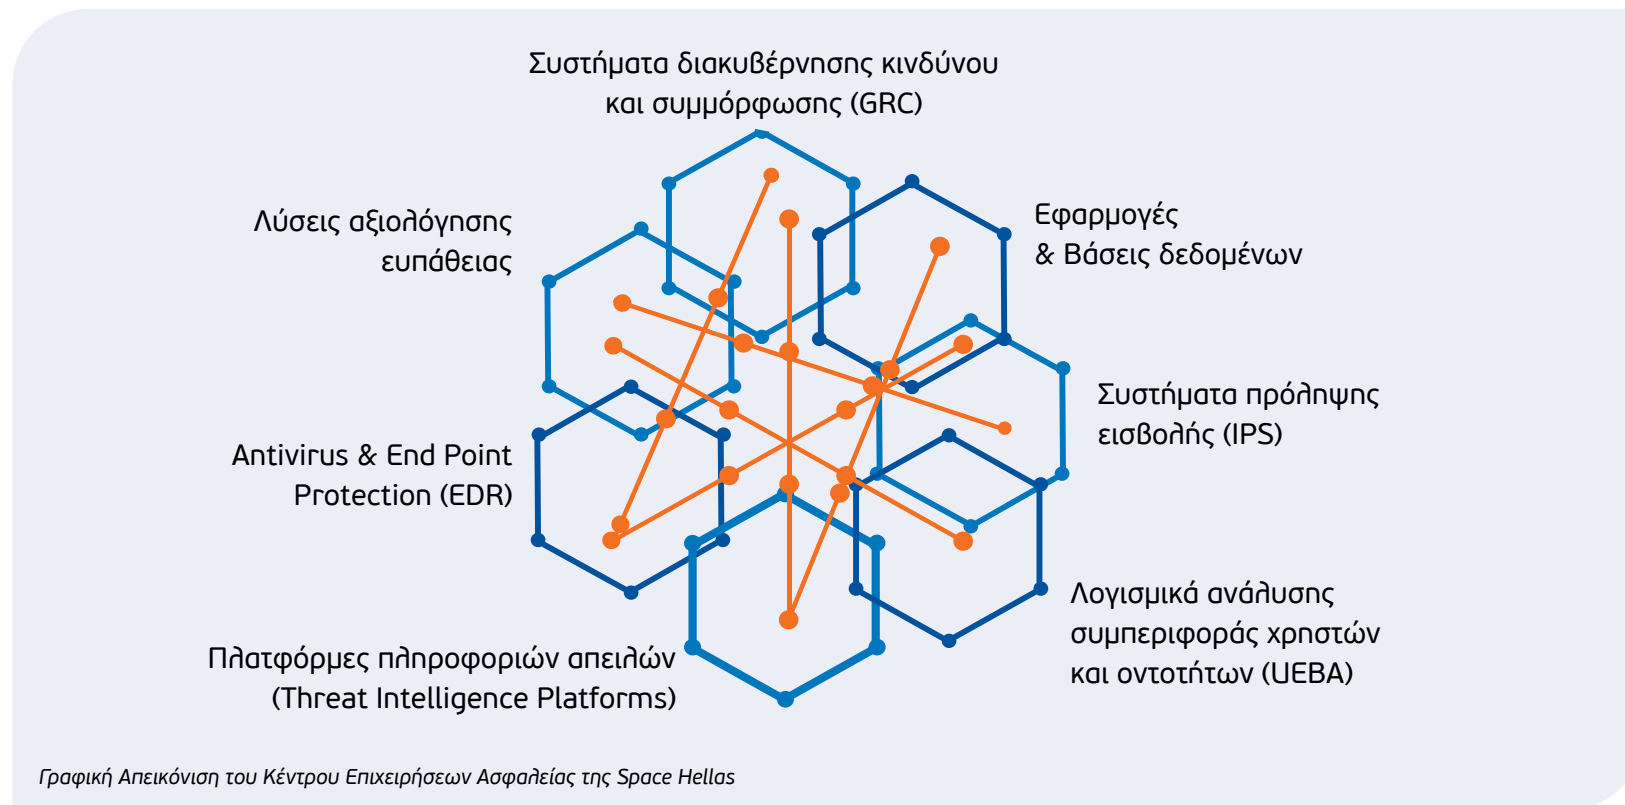 Συστήματα διακυβέρνησης κινδύνου
και συμμόρφωσης (GRC)
Λύσεις αξιολόγησης
ευπάθειας
Εφαρμογές
& Βάσεις δεδομένων
Antivirus & End Point
Protection (EDR)
Συστήματα πρόληψης
εισβολής (IPS)
Πλατφόρμες πληροφοριών απειλών
(Threat Intelligence Platforms)
Λογισμικά ανάλυσης
συμπεριφοράς χρηστών
και οντοτήτων (UEBA)
Γραφική Απεικόνιση του Κέντρου Επιχειρήσεων Ασφαλείας της Space Hellas